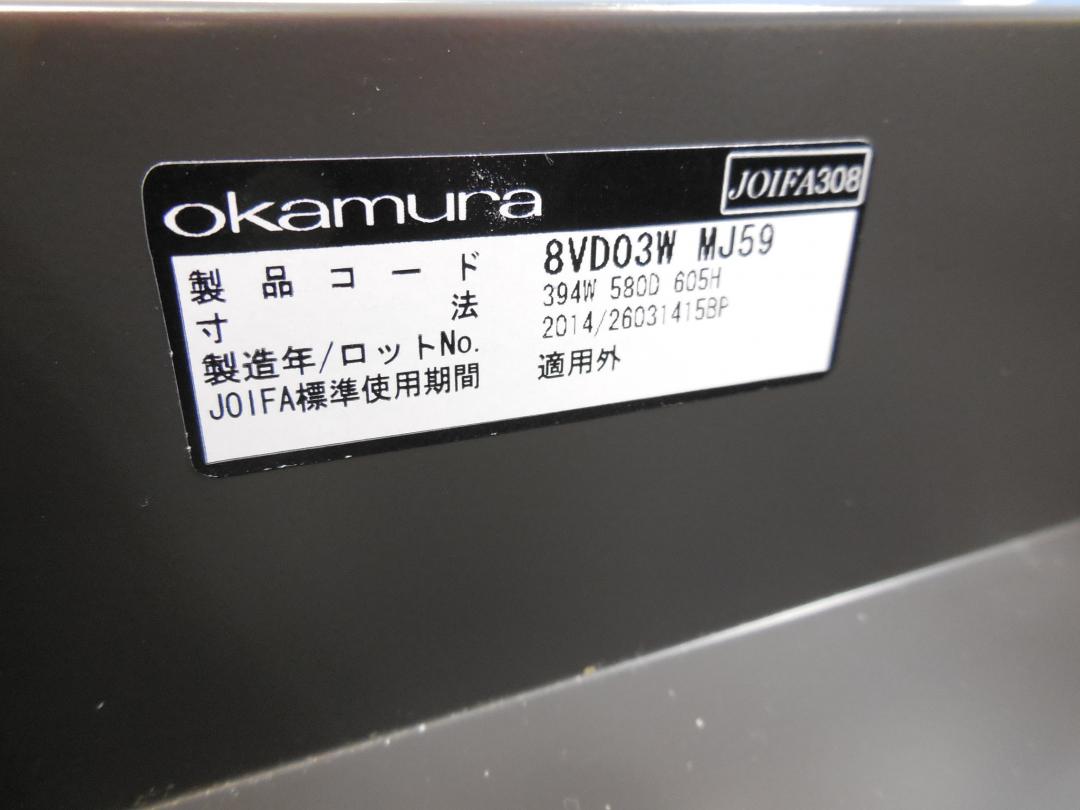 okamura JOIFA308
製品コード 8VD03W MJ59
寸法 394W 580D 605H
製造年/ロットNo. 2014/26031415BP
JOIFA標準使用期間 適用外